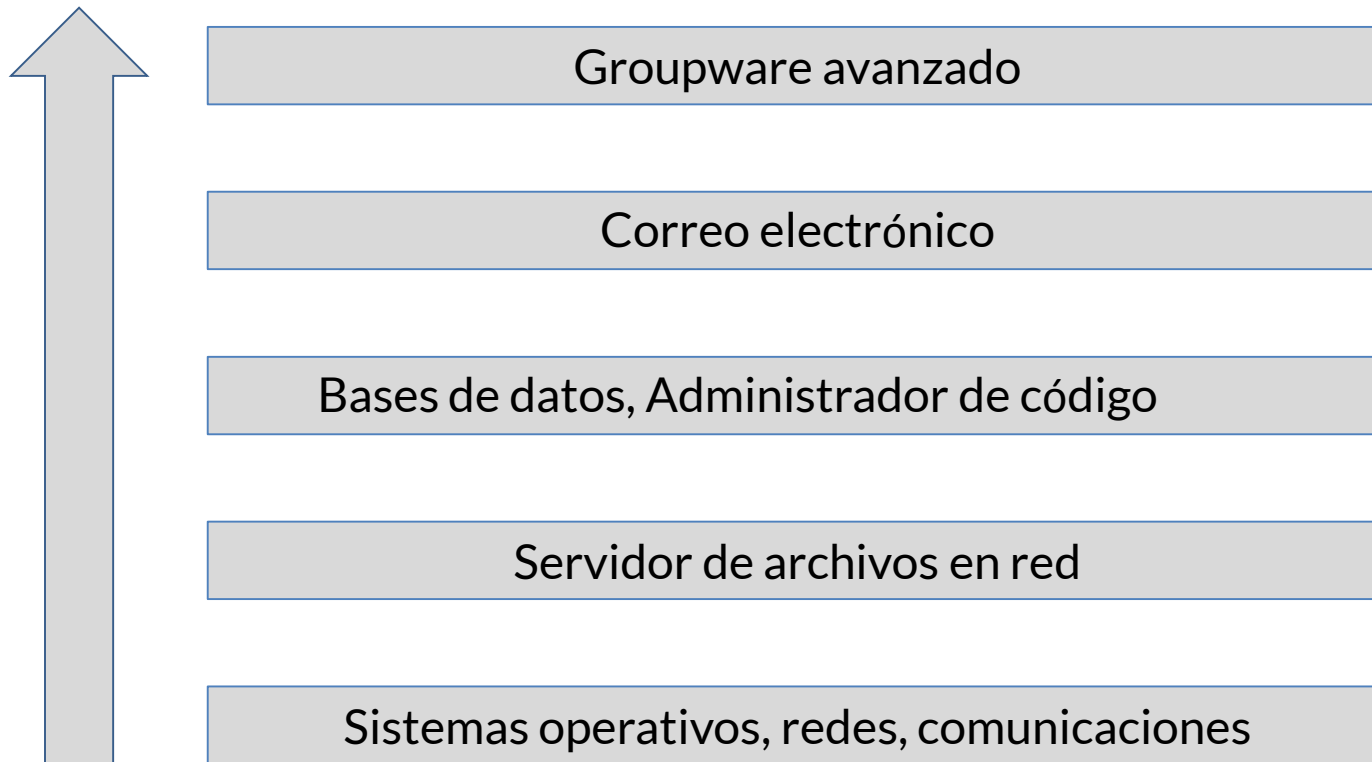 Groupware avanzado
Correo electrónico
Bases de datos, Administrador de código
Servidor de archivos en red
Sistemas operativos, redes, comunicaciones